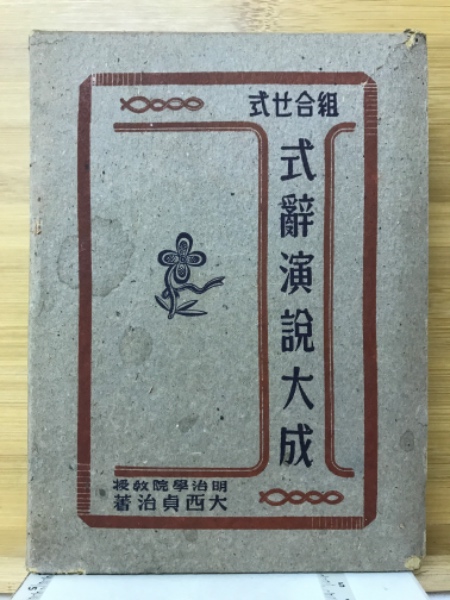 組合せ式
式辭演說大成
明治學院教授
大西貞治著